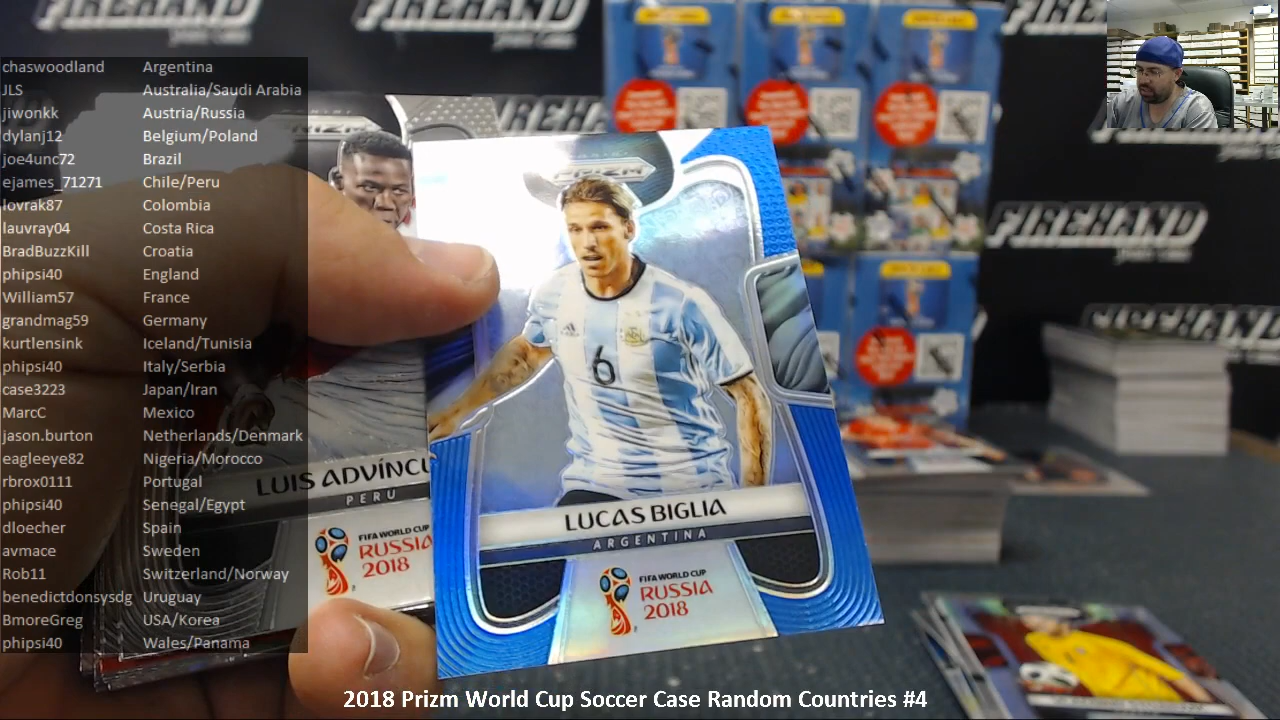 FIREHAND
FIREHAND
chaswoodland Argentina
JLS Australia/Saudi Arabia
jiwonkk Austria/Russia
dylanj12 Belgium/Poland
joe4unc72 Brazil
ejames_71271 Chile/Peru
lovrak87 Colombia
lauvray04 Costa Rica
BradBuzzKill Croatia
phipsi40 England
William57 France
grandmag59 Germany
kurtlensink Iceland/Tunisia
phipsi40 Italy/Serbia
case3223 Japan/Iran
MarcC Mexico
jason.burton Netherlands/Denmark
eagleeye82 Nigeria/Morocco
rbrox0111 Portugal
phipsi40 Senegal/Egypt
dloecher Spain
avmace Sweden
Rob11 Switzerland/Norway
benedictdonsysdg Uruguay
BmoreGreg USA/Korea
phipsi40 Wales/Panama
PRIZM
6
LUCAS BIGLIA
ARGENTINA
FIFA WORLD CUP
RUSSIA
2018
LUIS ADVÍNCU
PERU
FIFA WORLD CUP
RUSSIA
2018
FIREHAND
FIREHAND
2018 Prizm World Cup Soccer Case Random Countries #4